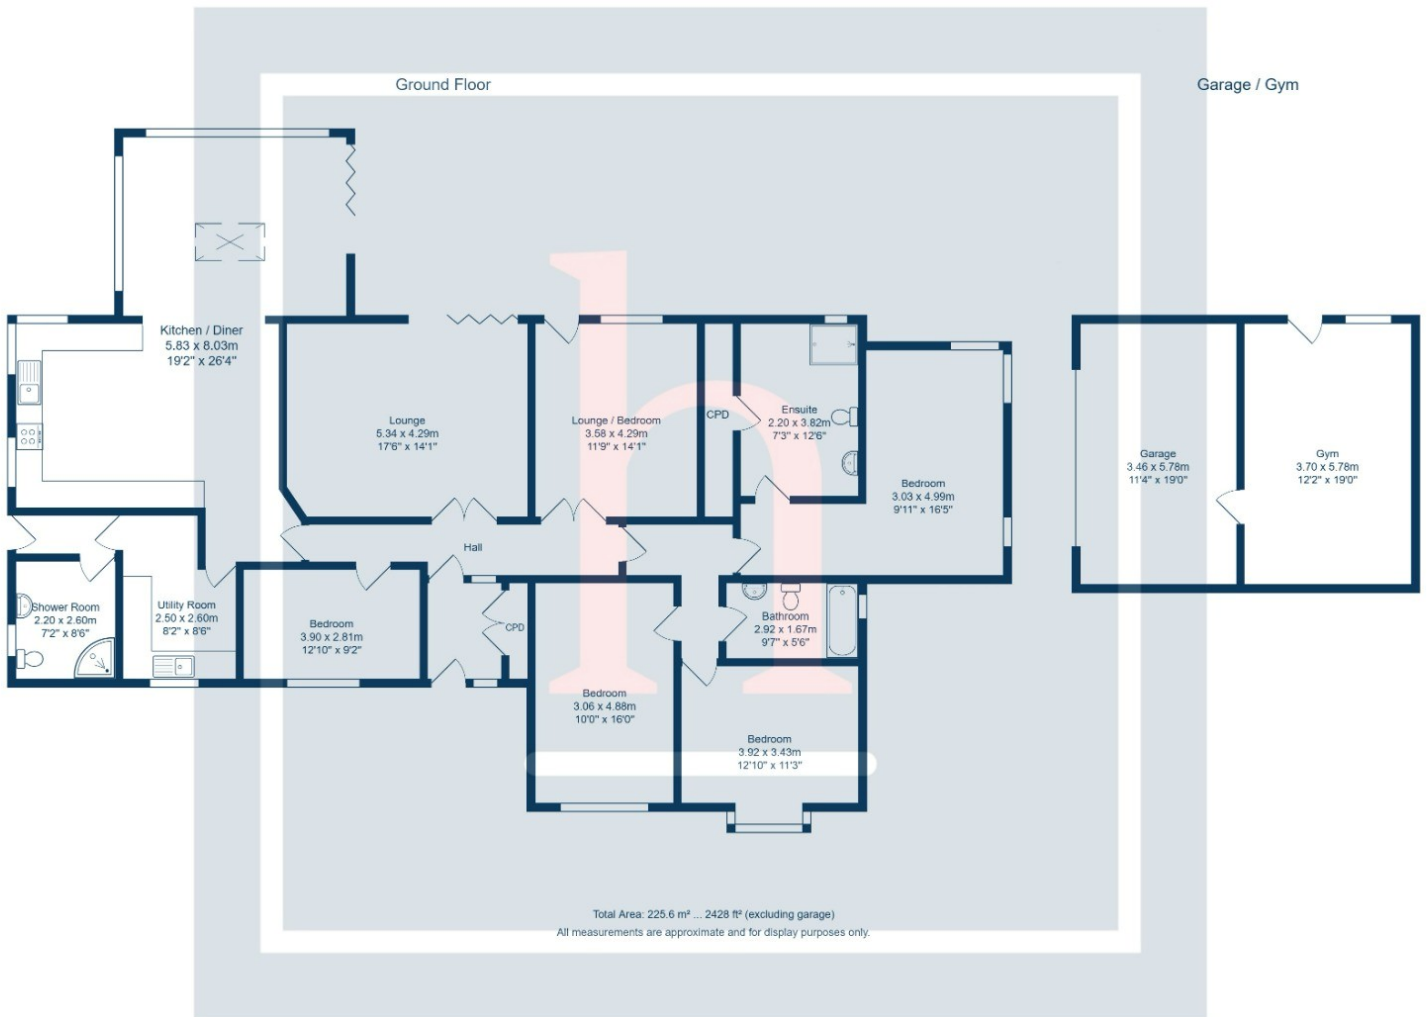 Ground Floor
Garage / Gym
Kitchen / Diner
5.83 x 8.03m
19'2" x 26'4"
Lounge
5.34 x 4.29m
17'6" x 14'1"
Lounge / Bedroom
3.58 x 4.29m
11'9" x 14'1"
CPD
Ensuite
2.20 x 3.82m
7'3" x 12'6"
Bedroom
3.03 x 4.99m
9'11" x 16'5"
Garage
3.46 x 5.78m
11'4" x 19'0"
Gym
3.70 x 5.78m
12'2" x 19'0"
Hall
Shower Room
2.20 x 2.60m
7'2" x 8'6"
Utility Room
2.50 x 2.60m
8'2" x 8'6"
Bedroom
3.90 x 2.81m
12'10" x 9'2"
CPD
Bathroom
2.92 x 1.67m
9'7" x 5'6"
Bedroom
3.06 x 4.88m
10'0" x 16'0"
Bedroom
3.92 x 3.43m
12'10" x 11'3"
h
Total Area: 225.6 m² ... 2428 ft² (excluding garage)
All measurements are approximate and for display purposes only.